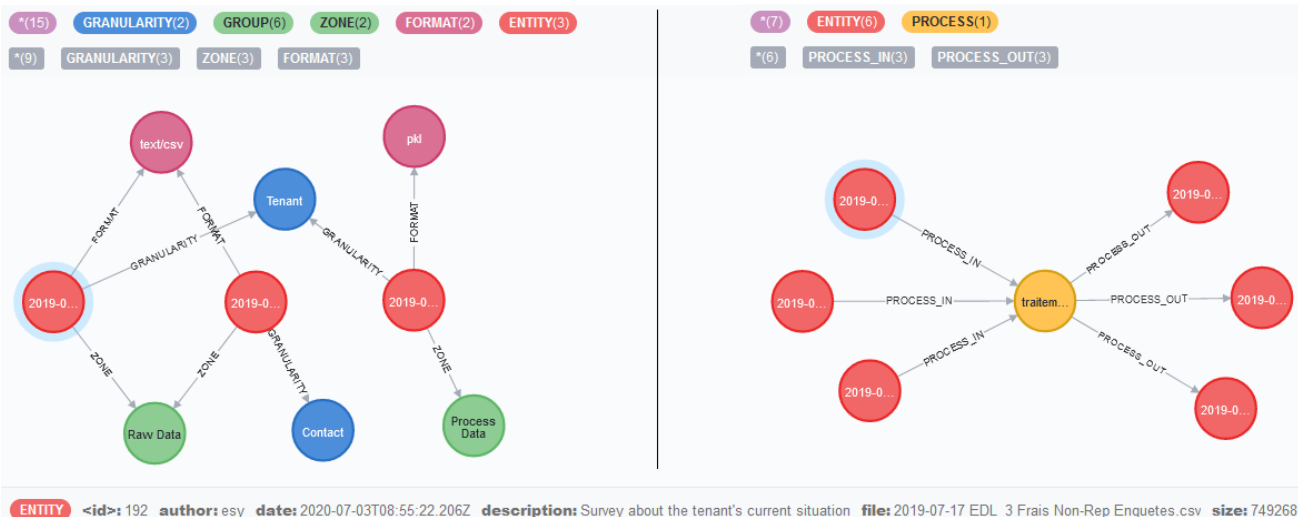 *(15) GRANULARITY(2) GROUP(6) ZONE(2) FORMAT(2) ENTITY(3)
*(9) GRANULARITY(3) ZONE(3) FORMAT(3)
text/csv
pkl
Tenant
FORMAT
FORMAT
GRANULARITY
GRANULARITY
FORMAT
2019-0...
2019-0...
2019-0...
ZONE
ZONE
GRANULARITY
ZONE
Raw Data
Contact
Process
Data
*(7) ENTITY(6) PROCESS(1)
*(6) PROCESS_IN(3) PROCESS_OUT(3)
2019-0...
2019-0...
PROCESS_IN
PROCESS_OUT
2019-0...
PROCESS_IN
traitem...
PROCESS_OUT
2019-0...
PROCESS_IN
PROCESS_OUT
2019-0...
2019-0...
ENTITY <id>: 192 author: esy date: 2020-07-03T08:55:22.206Z description: Survey about the tenant's current situation file: 2019-07-17 EDL_3 Frais Non-Rep Enquetes.csv size: 749268